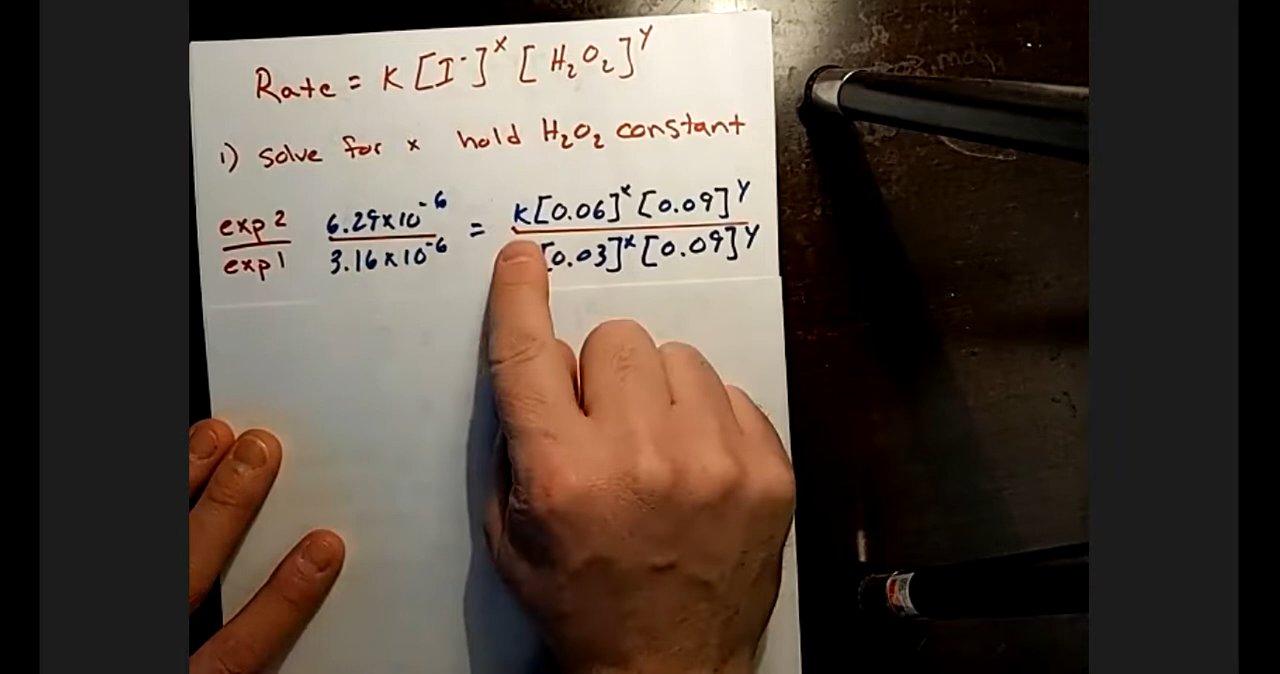 Rate = K [I⁻]ˣ [H₂O₂]ʸ
1) solve for x hold H₂O₂ constant
exp 2 6.29x10⁻⁶ = K[0.06]ˣ [0.09]ʸ
exp 1 3.16x10⁻⁶ [0.03]ˣ [0.09]ʸ